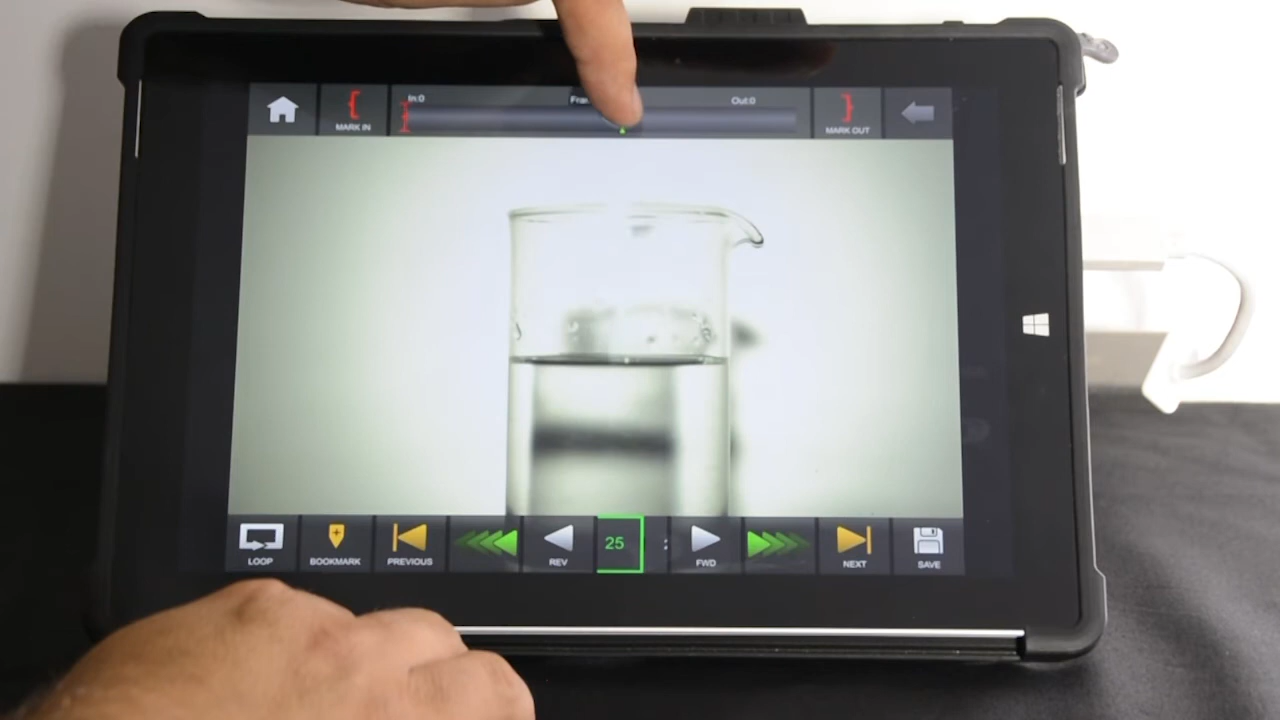 In:0
Out:0
MARK IN
MARK OUT
25
:
LOOP
BOOKMARK
PREVIOUS
REV
FWD
NEXT
SAVE